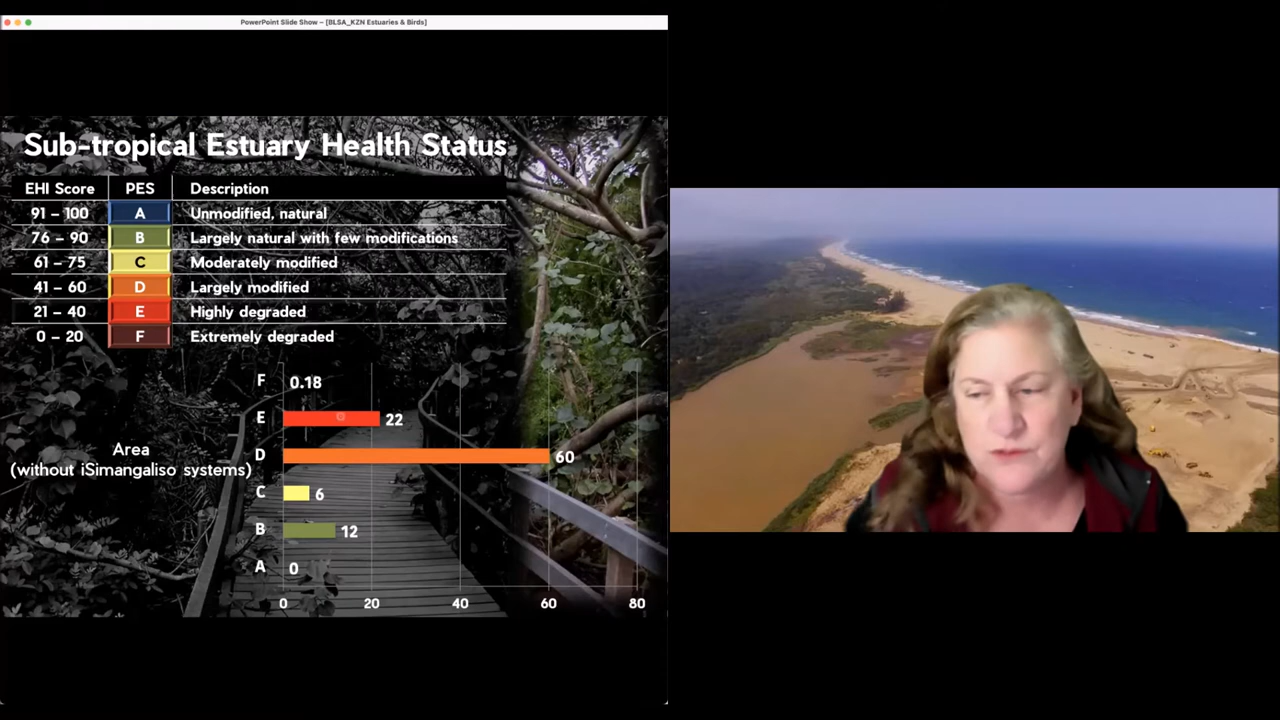 PowerPoint Slide Show – [BLSA_KZN Estuaries & Birds]
Sub-tropical Estuary Health Status
EHI Score PES Description
91 – 100 A Unmodified, natural
76 – 90 B Largely natural with few modifications
61 – 75 C Moderately modified
41 – 60 D Largely modified
21 – 40 E Highly degraded
0 – 20 F Extremely degraded
F 0.18
E 22
Area
(without iSimangaliso systems)
D 60
C 6
B 12
A 0
0 20 40 60 80